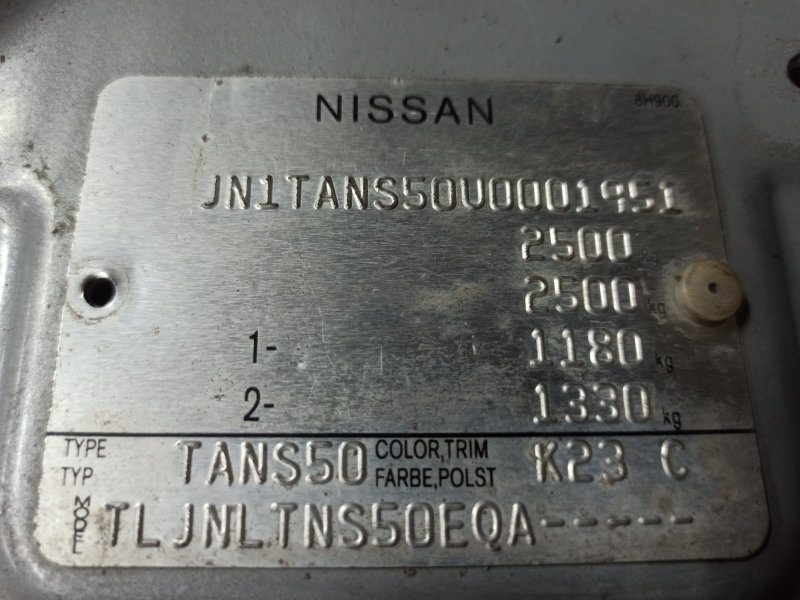 NISSAN 8H900
JN1TANS50U0001951
2500 kg
2500 kg
1- 1180 kg
2- 1330 kg
TYPE TANS50 COLOR,TRIM K23 C
TYP FARBE,POLST
MODEL TLJNLTNS50EQA-----